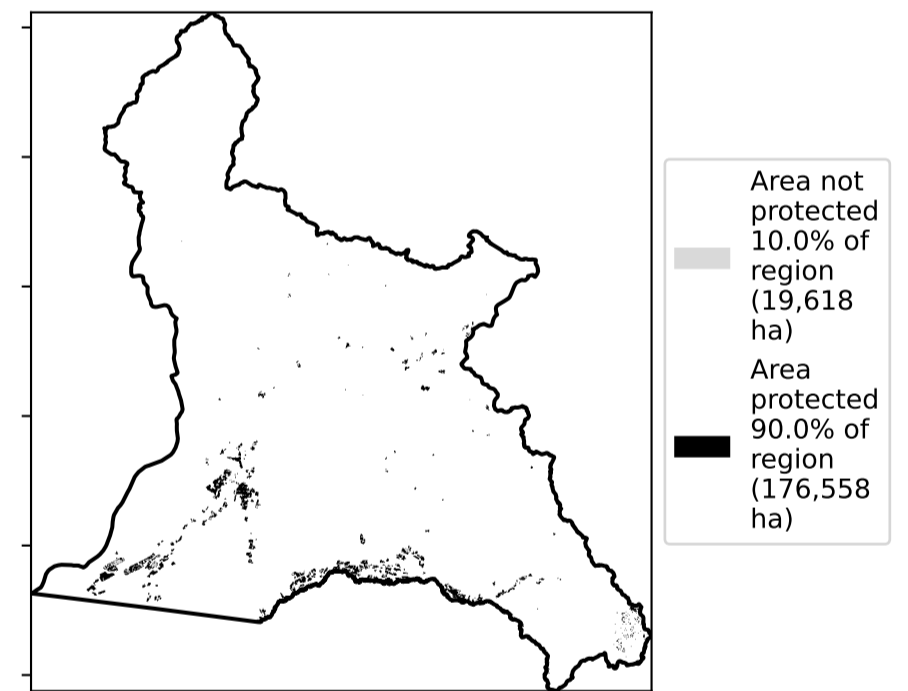 Area not
protected
10.0% of
region
(19,618
ha)
Area
protected
90.0% of
region
(176,558
ha)